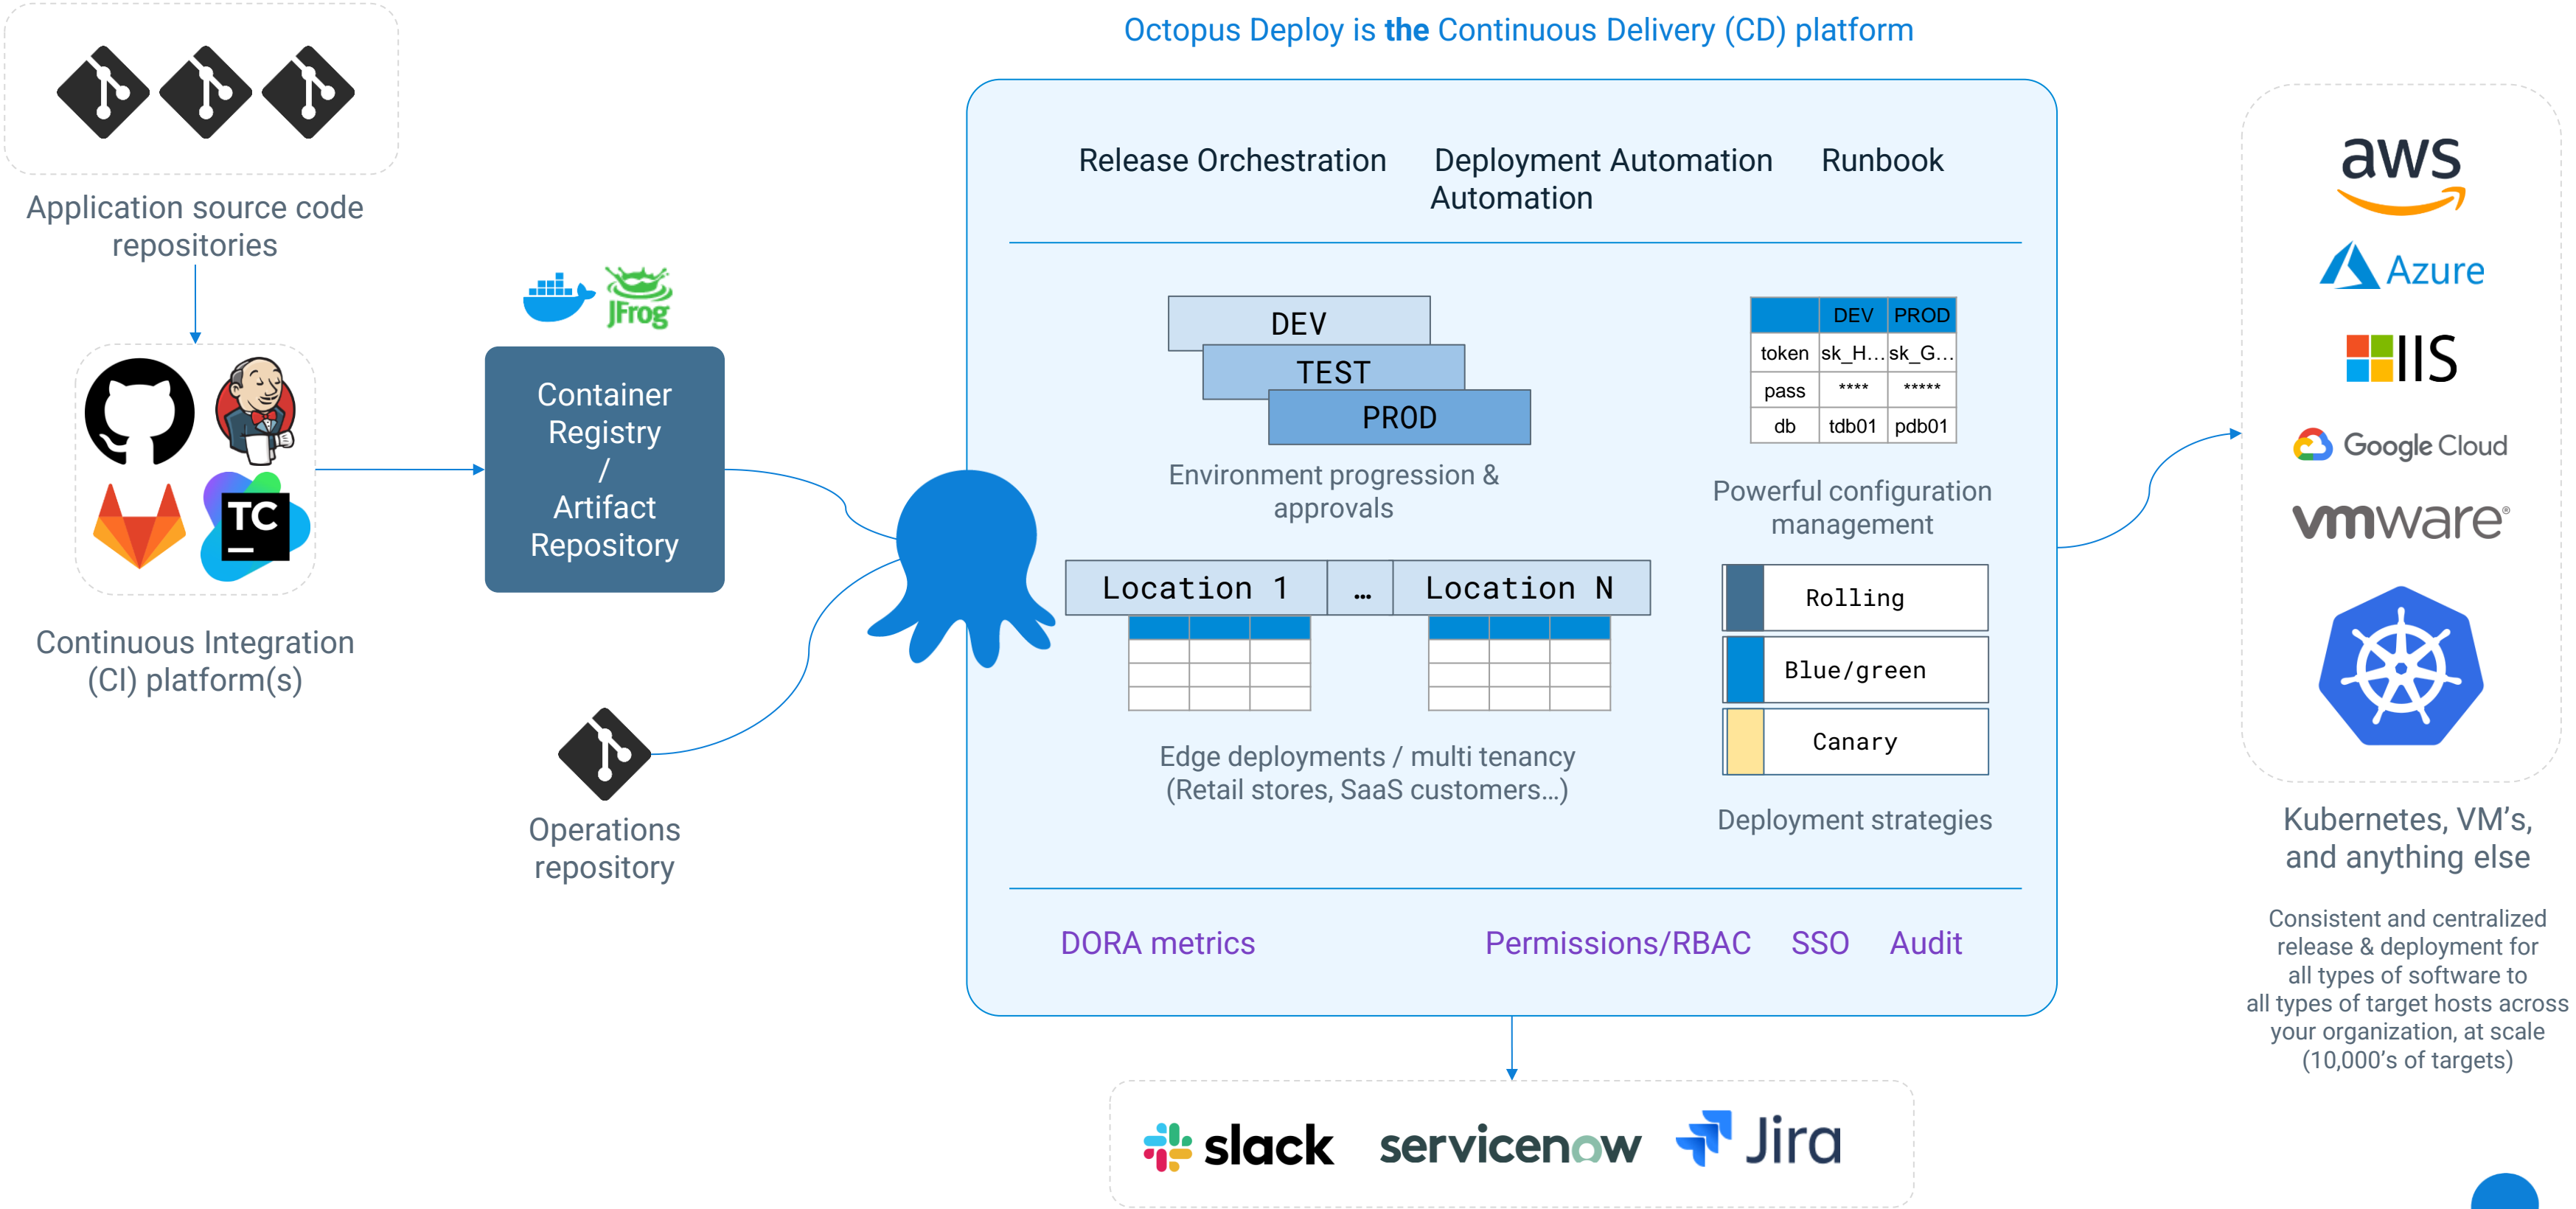 Octopus Deploy is the Continuous Delivery (CD) platform
Application source code
repositories
Continuous Integration
(CI) platform(s)
TC
JFrog
Container
Registry
/
Artifact
Repository
Operations
repository
Release Orchestration Deployment Automation Runbook
Automation
DEV
TEST
PROD
Environment progression &
approvals
DEV PROD
token sk_H... sk_G...
pass **** *****
db tdb01 pdb01
Powerful configuration
management
Location 1 ... Location N
Edge deployments / multi tenancy
(Retail stores, SaaS customers...)
Rolling
Blue/green
Canary
Deployment strategies
DORA metrics Permissions/RBAC SSO Audit
slack servicenow Jira
aws
Azure
IIS
Google Cloud
vmware®
Kubernetes, VM’s,
and anything else
Consistent and centralized
release & deployment for
all types of software to
all types of target hosts across
your organization, at scale
(10,000’s of targets)